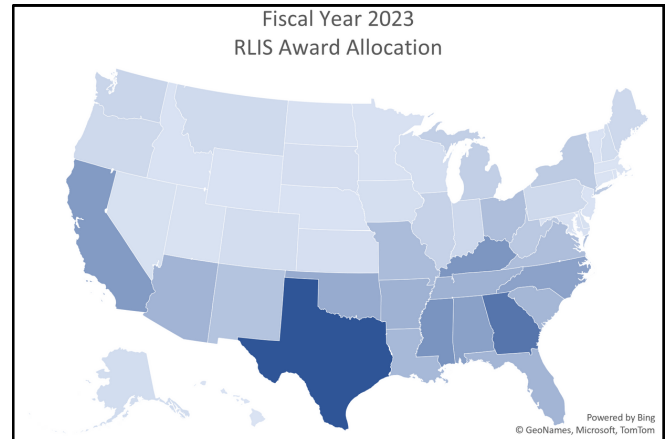 Fiscal Year 2023
RLIS Award Allocation
Powered by Bing
© GeoNames, Microsoft, TomTom